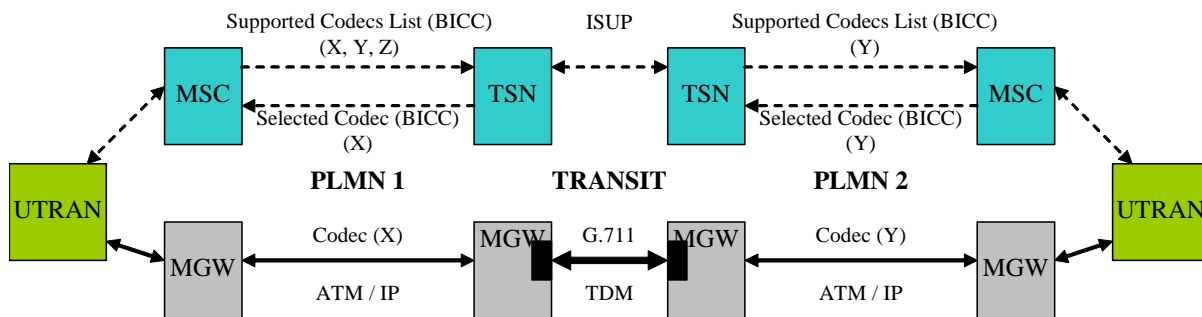 Supported Codecs List (BICC)
(X, Y, Z)
ISUP
Supported Codecs List (BICC)
(Y)
MSC
TSN
TSN
MSC
Selected Codec (BICC)
(X)
Selected Codec (BICC)
(Y)
PLMN 1
TRANSIT
PLMN 2
UTRAN
UTRAN
MGW
Codec (X)
ATM / IP
MGW
G.711
TDM
MGW
Codec (Y)
ATM / IP
MGW